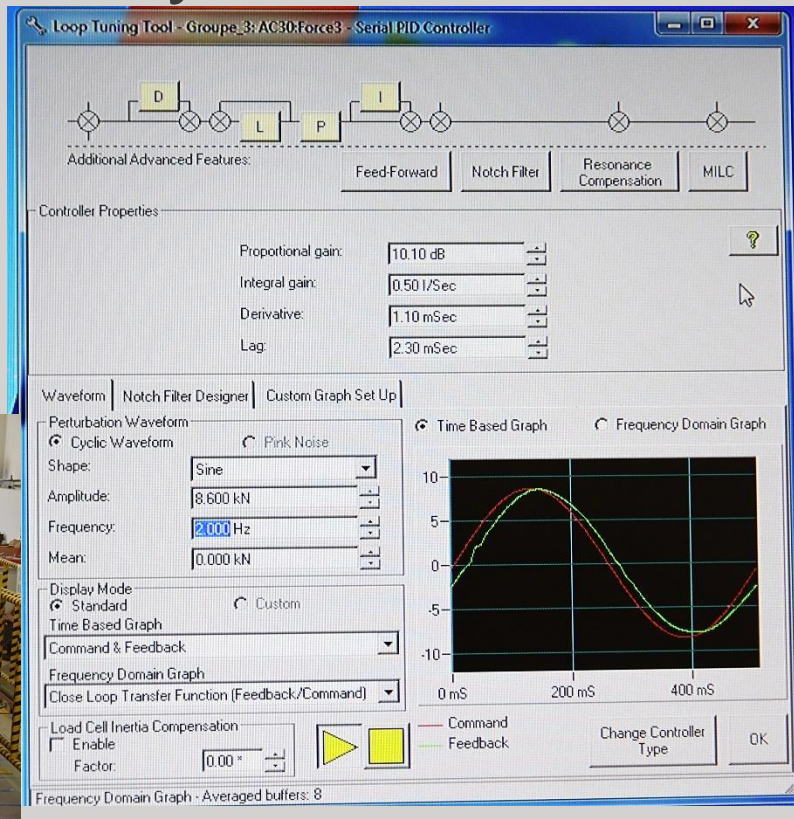 Loop Tuning Tool - Groupe_3: AC30:Force3 - Serial PID Controller
D
I
L
P
Additional Advanced Features:
Feed-Forward
Notch Filter
Resonance
Compensation
MILC
Controller Properties
?
Proportional gain:
10.10 dB
Integral gain:
0.50 I/Sec
Derivative:
1.10 mSec
Lag:
2.30 mSec
Waveform
Notch Filter Designer
Custom Graph Set Up
Perturbation Waveform
Cyclic Waveform
Pink Noise
Shape:
Sine
Amplitude:
8.600 kN
Frequency:
2.000 Hz
Mean:
0.000 kN
Display Mode
Standard
Custom
Time Based Graph
Command & Feedback
Frequency Domain Graph
Close Loop Transfer Function (Feedback/Command)
Load Cell Inertia Compensation
Enable
Factor:
0.00 *
Time Based Graph
Frequency Domain Graph
10
5
0
-5
-10
0 mS
200 mS
400 mS
Command
Feedback
Change Controller
Type
OK
Frequency Domain Graph - Averaged buffers: 8